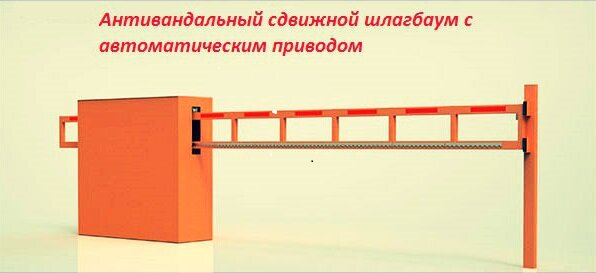 Антивандальный сдвижной шлагбаум с
автоматическим приводом